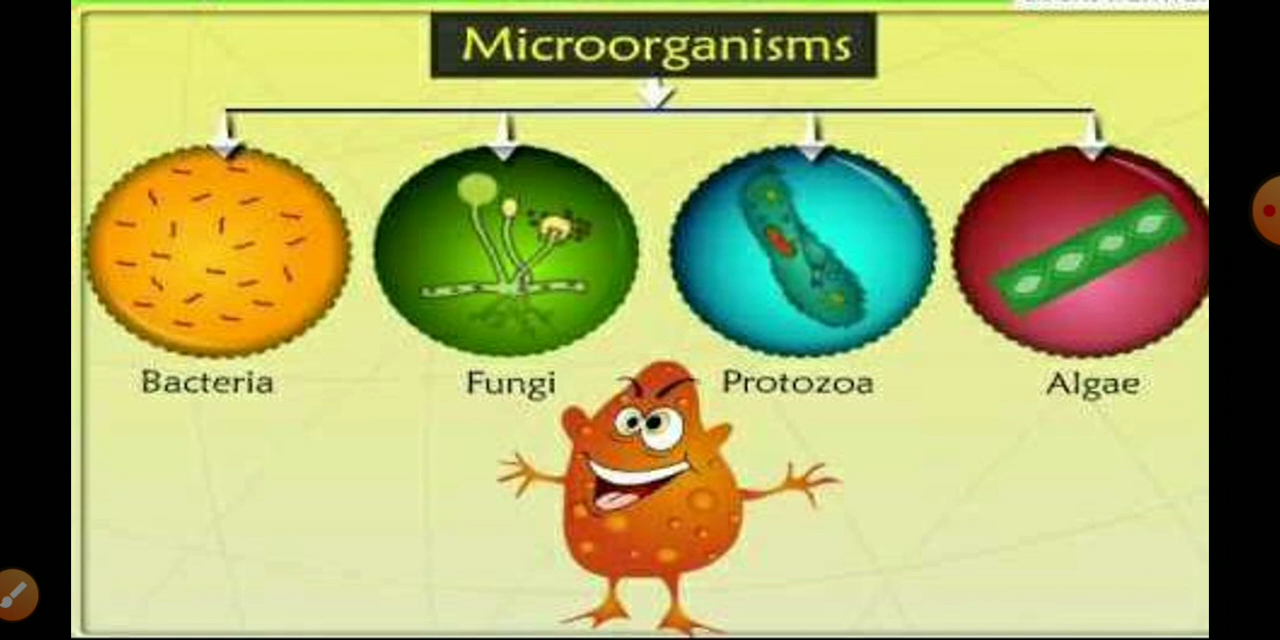 Microorganisms
Bacteria
Fungi
Protozoa
Algae